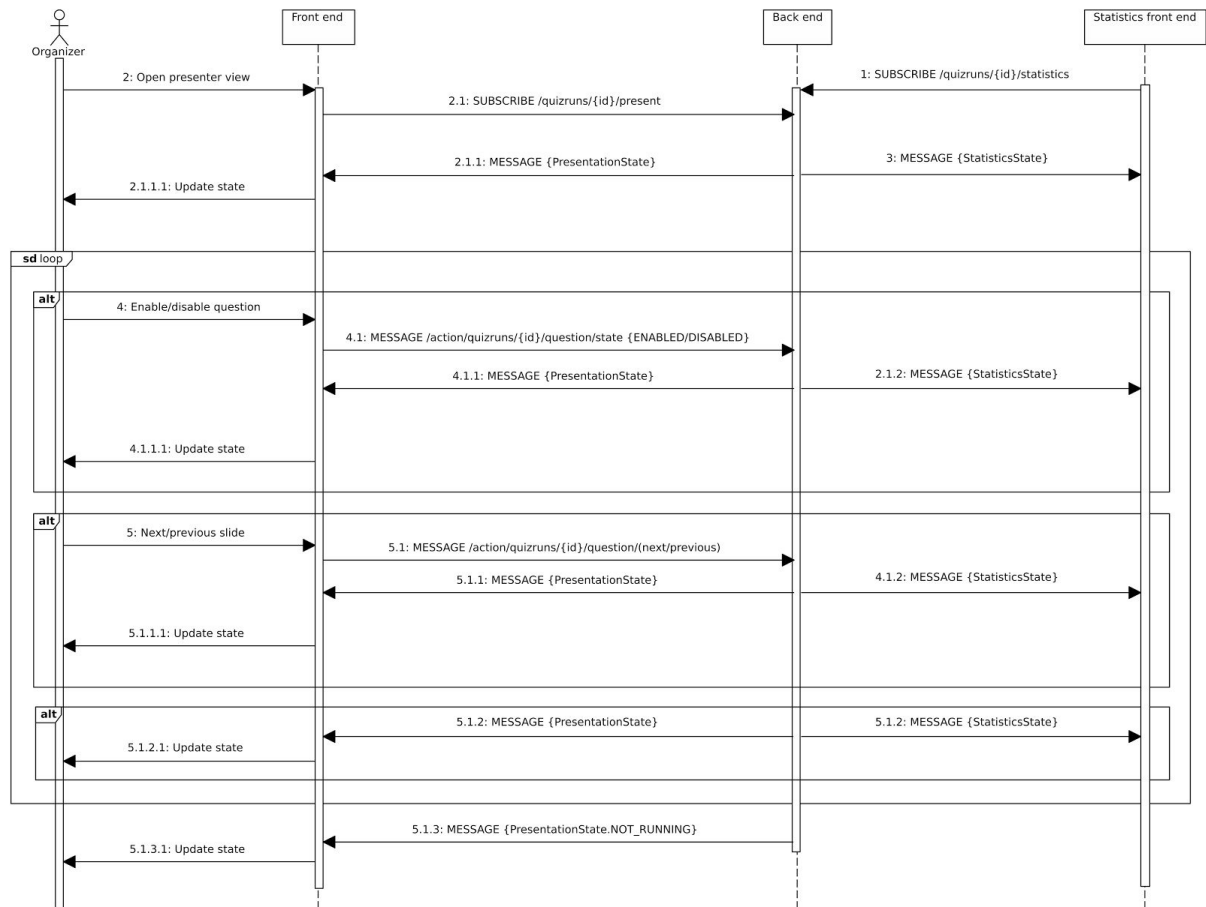 Organizer
Front end
Back end
Statistics front end
2: Open presenter view
1: SUBSCRIBE /quizruns/{id}/statistics
2.1: SUBSCRIBE /quizruns/{id}/present
2.1.1: MESSAGE {PresentationState}
3: MESSAGE {StatisticsState}
2.1.1.1: Update state
sd loop
alt
4: Enable/disable question
4.1: MESSAGE /action/quizruns/{id}/question/state {ENABLED/DISABLED}
4.1.1: MESSAGE {PresentationState}
2.1.2: MESSAGE {StatisticsState}
4.1.1.1: Update state
alt
5: Next/previous slide
5.1: MESSAGE /action/quizruns/{id}/question/(next/previous)
5.1.1: MESSAGE {PresentationState}
4.1.2: MESSAGE {StatisticsState}
5.1.1.1: Update state
alt
5.1.2: MESSAGE {PresentationState}
5.1.2: MESSAGE {StatisticsState}
5.1.2.1: Update state
5.1.3: MESSAGE {PresentationState.NOT_RUNNING}
5.1.3.1: Update state